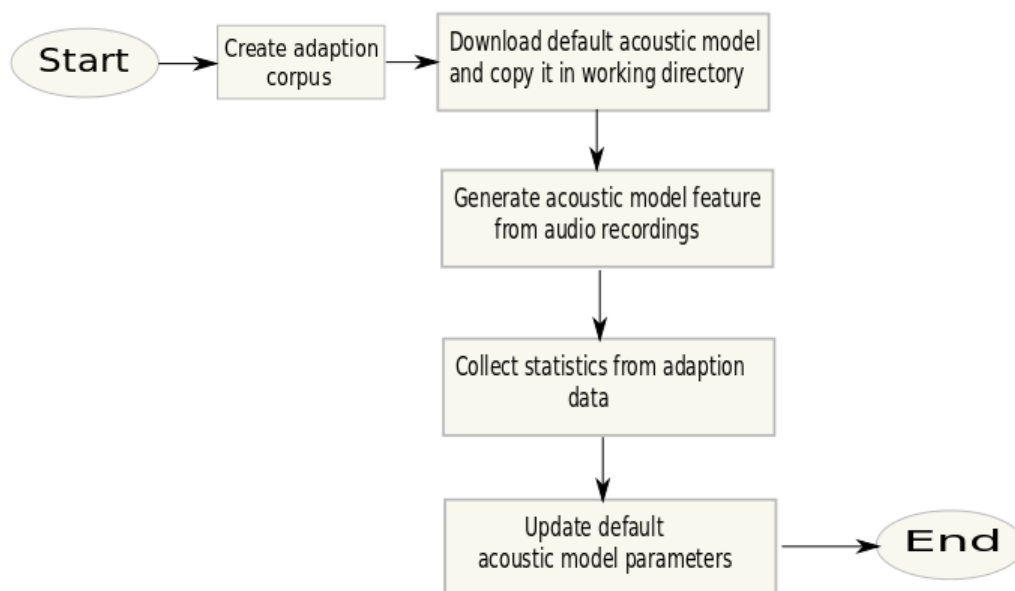 Start
Create adaption
corpus
Download default acoustic model
and copy it in working directory
Generate acoustic model feature
from audio recordings
Collect statistics from adaption
data
Update default
acoustic model parameters
End